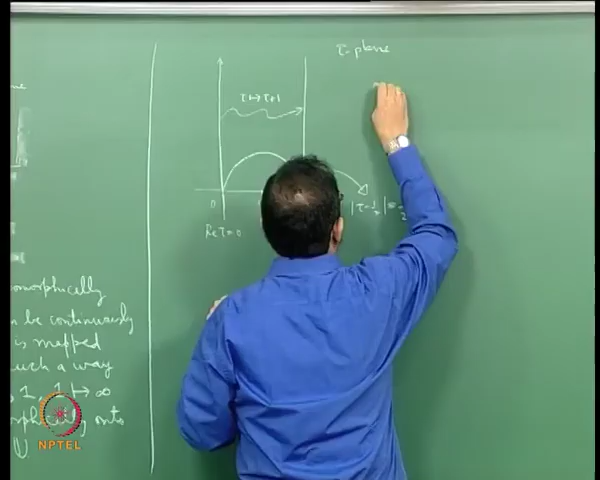 τ-plane
τ↦τ+1
0
|τ-1/2|=1/2
Re τ=0
omorphically
n be continuously
is mapped
uch a way
1, 1↦∞
orphically onto
U
NPTEL